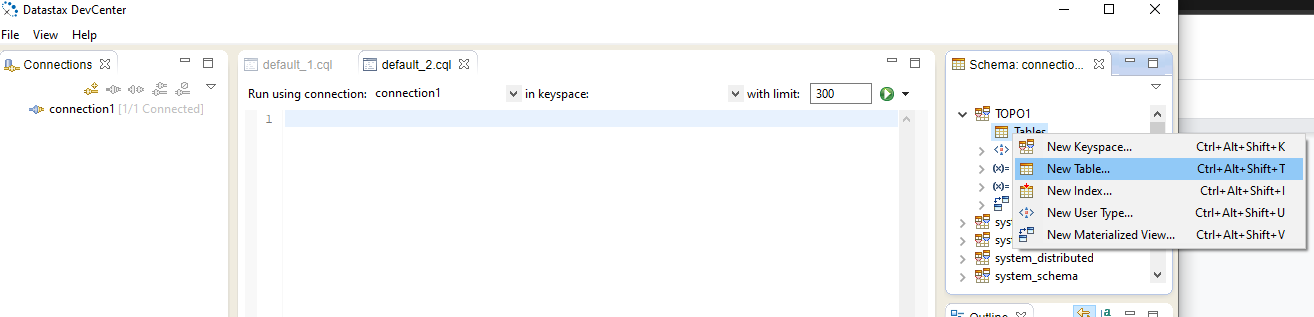 Datastax DevCenter
File View Help
Connections
default_1.cql
default_2.cql
Schema: connectio...
Run using connection: connection1 in keyspace: with limit: 300
connection1 [1/1 Connected]
1
TOPO1
Tables
New Keyspace... Ctrl+Alt+Shift+K
New Table... Ctrl+Alt+Shift+T
New Index... Ctrl+Alt+Shift+I
New User Type... Ctrl+Alt+Shift+U
New Materialized View... Ctrl+Alt+Shift+V
system_distributed
system_schema
Outline